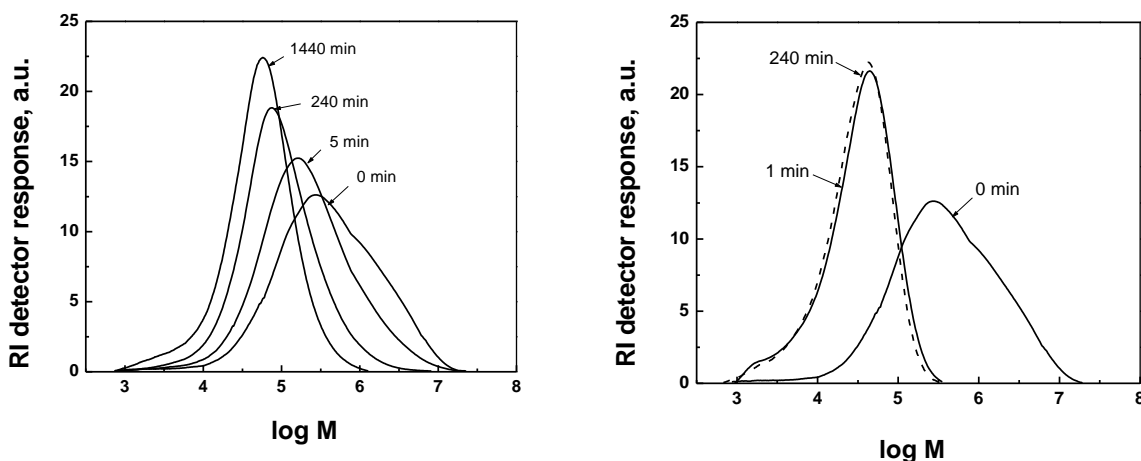 RI detector response, a.u.
25
20
15
10
5
0
1440 min
240 min
5 min
0 min
3 4 5 6 7 8
log M
RI detector response, a.u.
25
20
15
10
5
0
240 min
1 min
0 min
3 4 5 6 7 8
log M